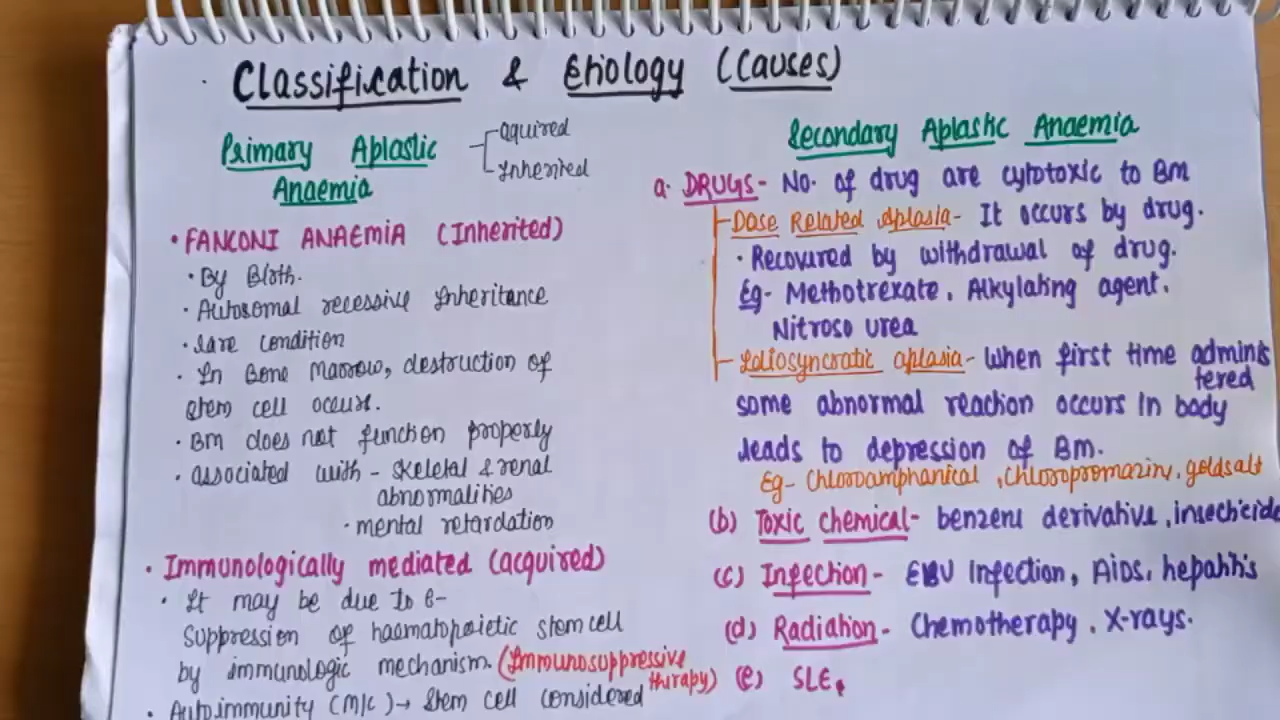 Classification & Etiology (Causes)
Primary Aplastic Anaemia
Aquired
Inherited
• FANCONI ANAEMIA (Inherited)
• By Birth.
• Autosomal recessive Inheritance
• rare condition
• In Bone Marrow, destruction of
stem cell occurs.
• BM does not function properly
• associated with - skeletal & renal
abnormalities
• mental retardation
• Immunologically mediated (acquired)
• It may be due to :-
Suppression of haematopoietic stem cell
by immunologic mechanism. (Immunosuppressive
therapy)
• Autoimmunity (M/C) → Stem cell considered
Secondary Aplastic Anaemia
a. DRUGS - No. of drug are cytotoxic to BM
Dose Related Aplasia - It occurs by drug.
• Recovered by withdrawal of drug.
Eg- Methotrexate, Alkylating agent.
Nitroso urea
Idiosyncratic aplasia - When first time adminis
tered
some abnormal reaction occurs in body
leads to depression of BM.
Eg- Chloroamphanical, Chloropromazin, goldsalt
(b) Toxic Chemical - benzene derivative, insecticide
(c) Infection - EBV Infection, Aids, hepatitis
(d) Radiation - Chemotherapy, X-rays.
(e) SLE.